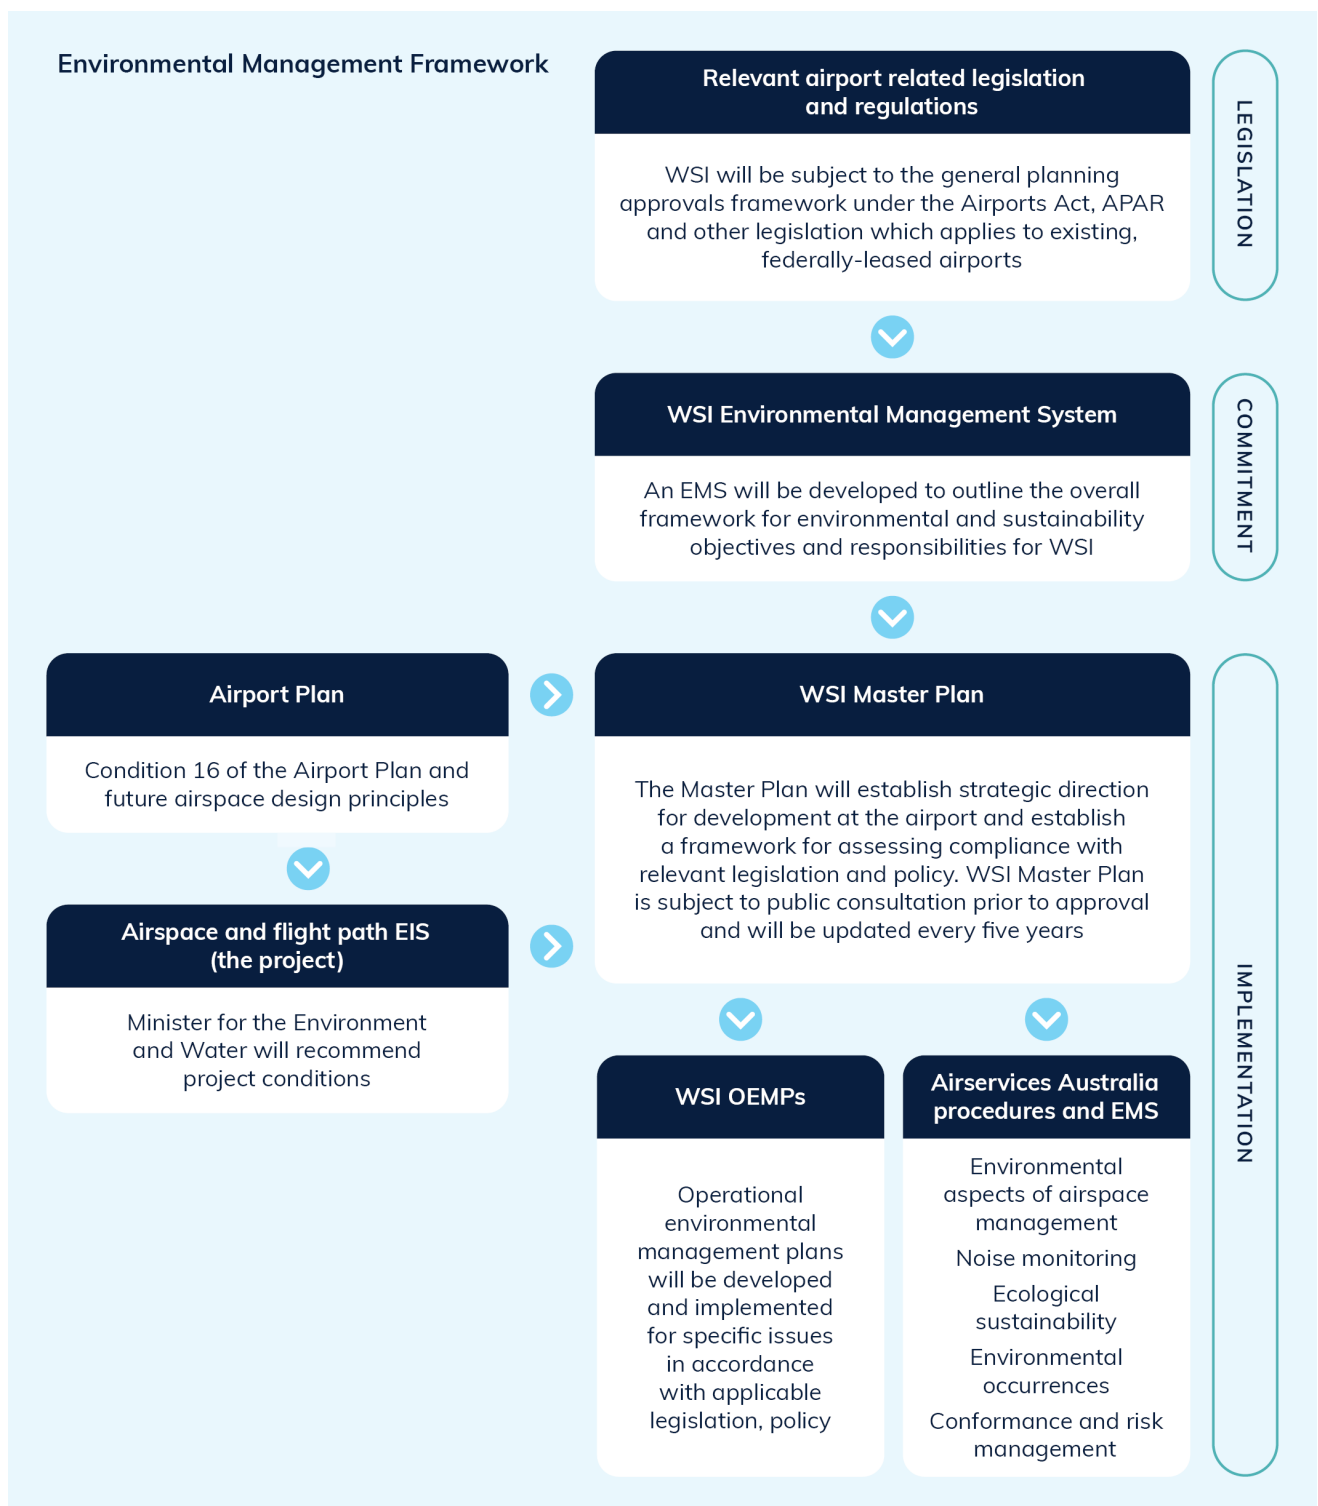 Environmental Management Framework
Relevant airport related legislation
and regulations
WSI will be subject to the general planning
approvals framework under the Airports Act, APAR
and other legislation which applies to existing,
federally-leased airports
LEGISLATION
WSI Environmental Management System
An EMS will be developed to outline the overall
framework for environmental and sustainability
objectives and responsibilities for WSI
COMMITMENT
Airport Plan
Condition 16 of the Airport Plan and
future airspace design principles
WSI Master Plan
The Master Plan will establish strategic direction
for development at the airport and establish
a framework for assessing compliance with
relevant legislation and policy. WSI Master Plan
is subject to public consultation prior to approval
and will be updated every five years
Airspace and flight path EIS
(the project)
Minister for the Environment
and Water will recommend
project conditions
WSI OEMPs
Operational
environmental
management plans
will be developed
and implemented
for specific issues
in accordance
with applicable
legislation, policy
Airservices Australia
procedures and EMS
Environmental
aspects of airspace
management
Noise monitoring
Ecological
sustainability
Environmental
occurrences
Conformance and risk
management
IMPLEMENTATION